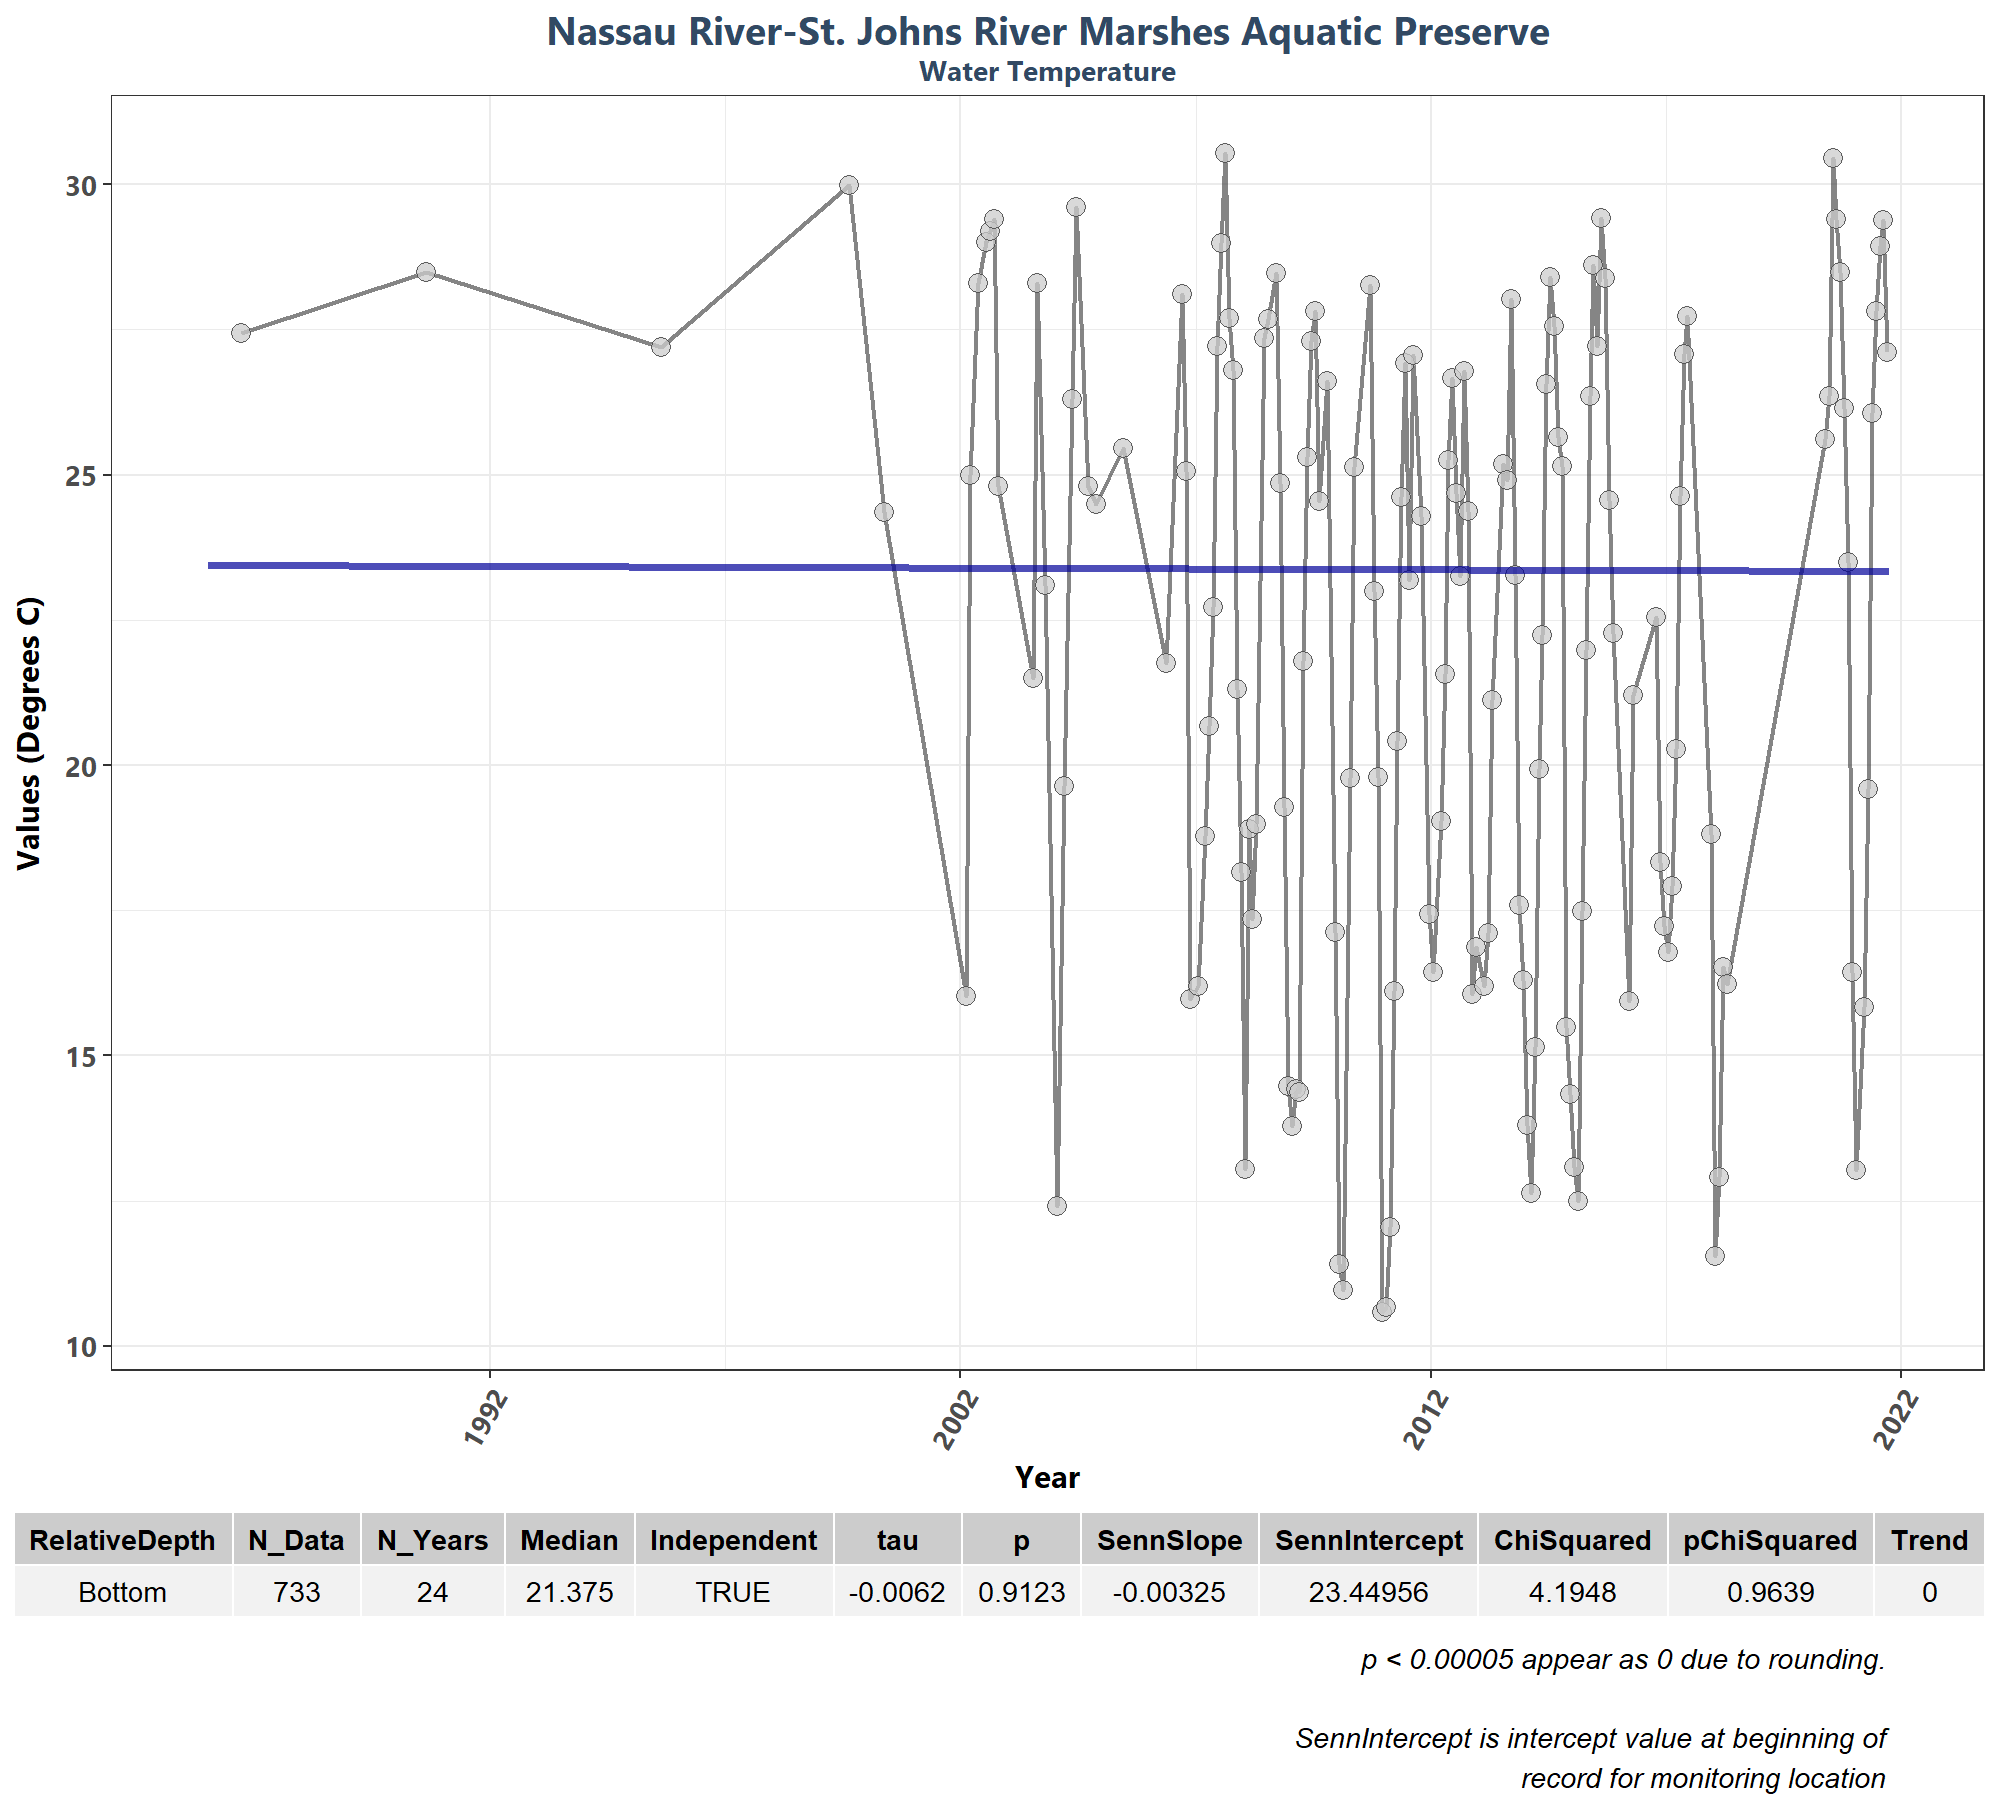 Nassau River-St. Johns River Marshes Aquatic Preserve
Water Temperature
Values (Degrees C)
30
25
20
15
10
1992
2002
2012
2022
Year
RelativeDepth N_Data N_Years Median Independent tau p SennSlope SennIntercept ChiSquared pChiSquared Trend
Bottom 733 24 21.375 TRUE -0.0062 0.9123 -0.00325 23.44956 4.1948 0.9639 0
p < 0.00005 appear as 0 due to rounding.
SennIntercept is intercept value at beginning of
record for monitoring location